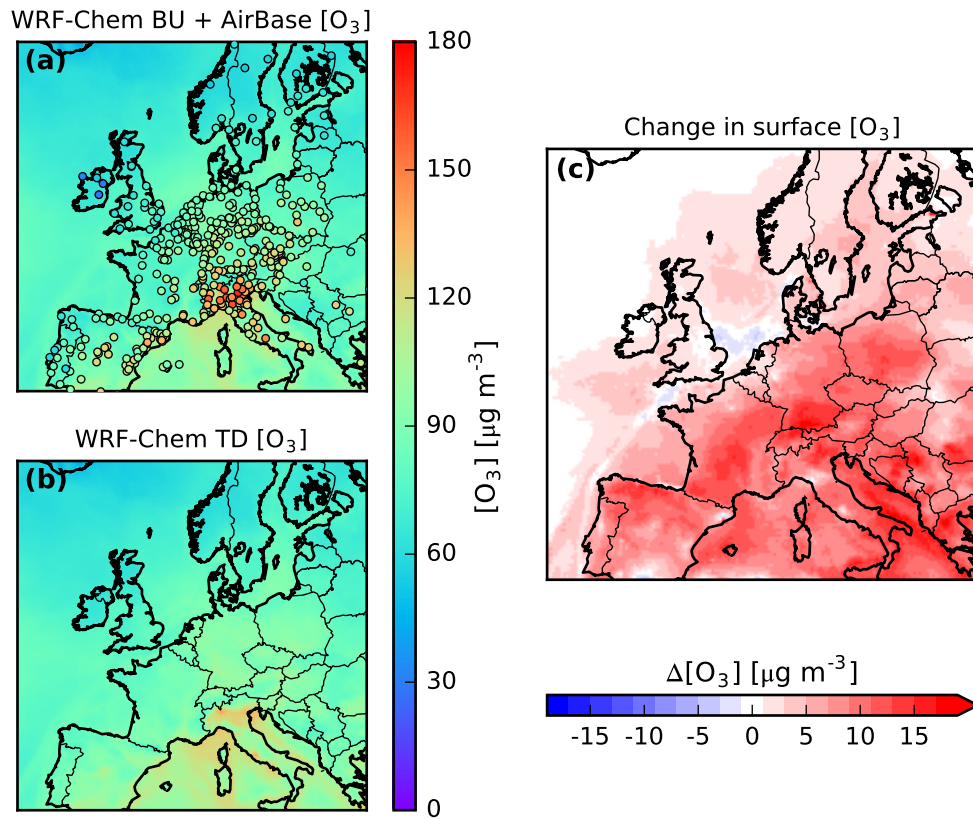 WRF-Chem BU + AirBase [O₃]
(a)
WRF-Chem TD [O₃]
(b)
180
150
120
90
60
30
0
[O₃] [μg m⁻³]
Change in surface [O₃]
(c)
Δ[O₃] [μg m⁻³]
-15 -10 -5 0 5 10 15